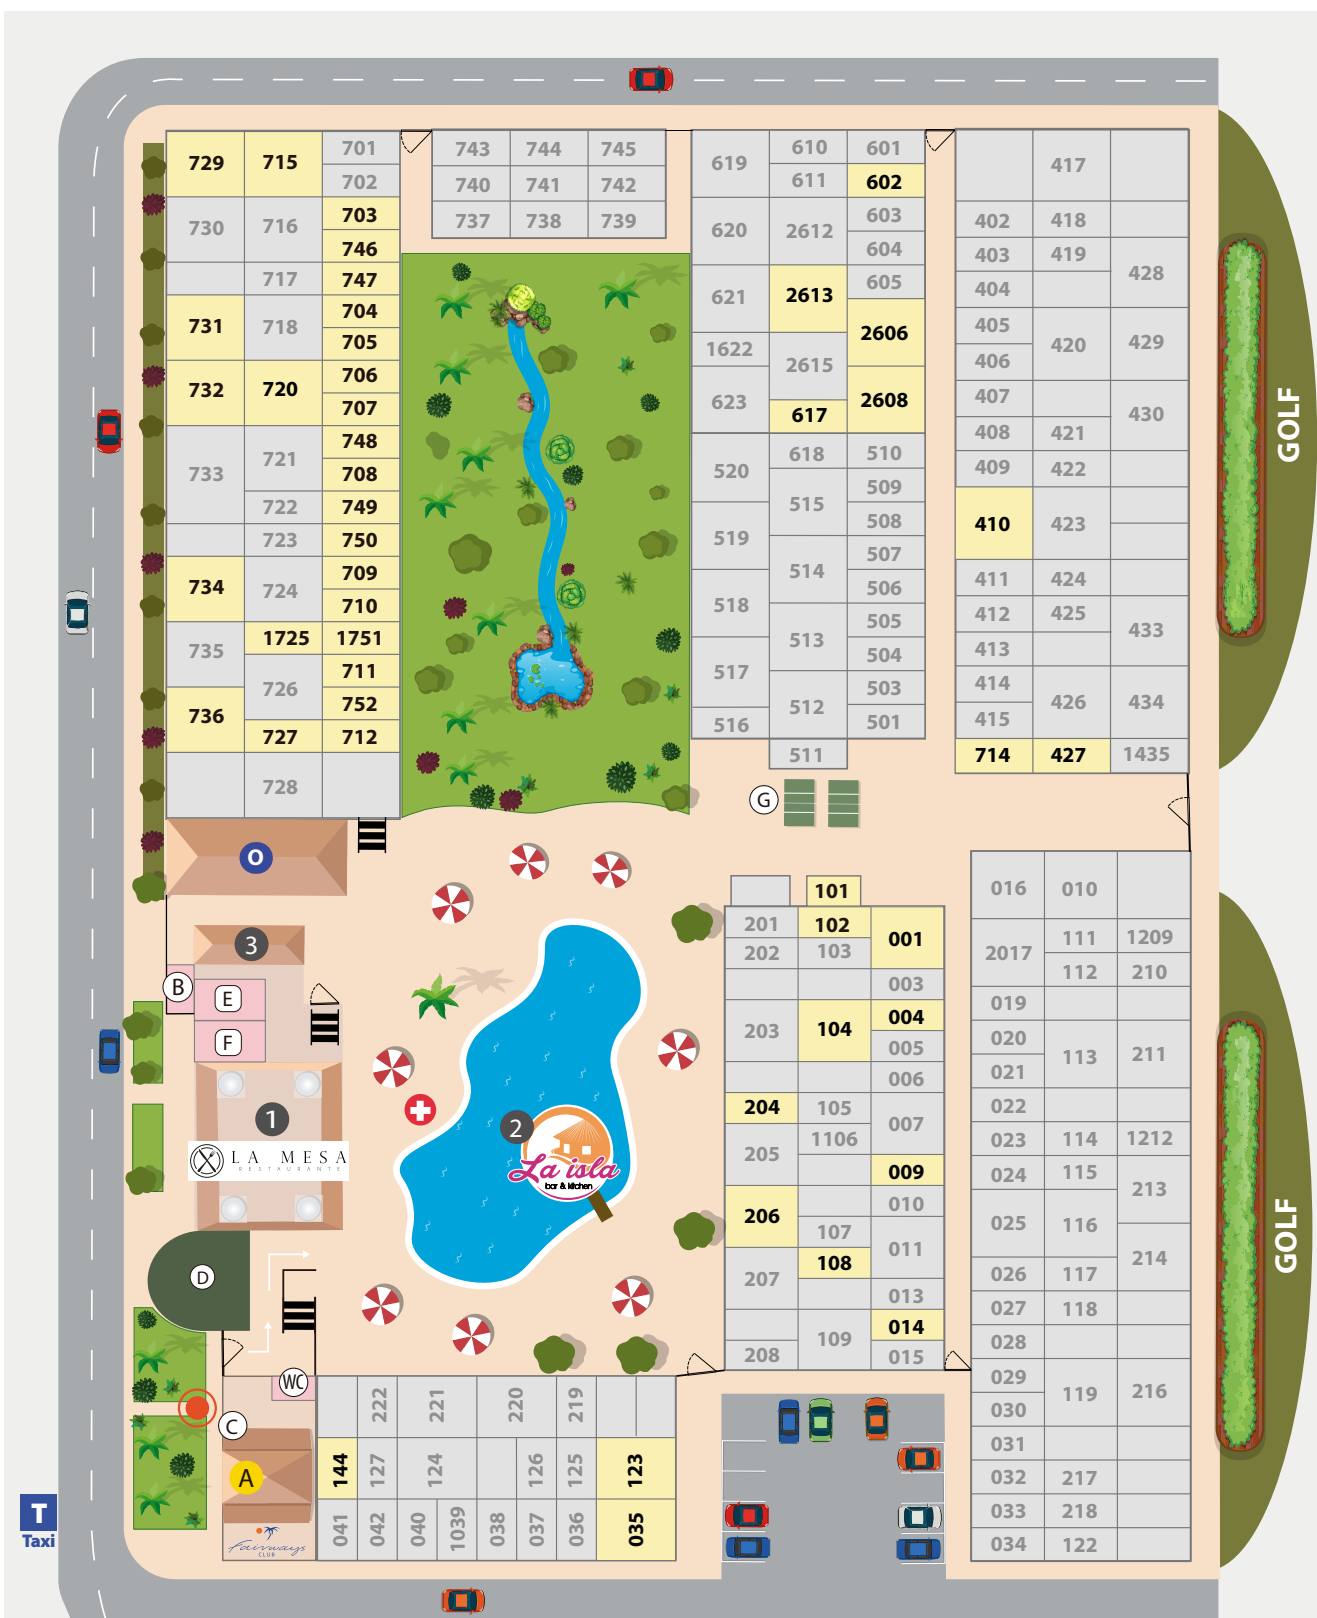 729 715 701
702
730 716 703
746
717 747
731 718 704
705
732 720 706
707
733 721 748
708
722 749
723 750
734 724 709
710
735 1725 1751
726 711
736 752
727 712
728
743 744 745
740 741 742
737 738 739
619 610 601
611 602
620 2612 603
604
621 2613 605
2606
1622 2615
623 2608
617
520 618 510
515 509
519 508
514 507
518 506
513 505
517 504
512 503
516 501
511
417
402 418
403 419 428
404
405 420 429
406
407 430
408 421
409 422
410 423
411 424
412 425 433
413
414 426 434
415
714 427 1435
GOLF
G
O
3
B
E
F
1
LA MESA
RESTAURANTE
2
La isla
bar & kitchen
D
WC
C
A
Fairways
CLUB
T
Taxi
101
201 102 001
202 103
003
203 104 004
005
006
204 105 007
205 1106
009
206 010
107 011
207 108
013
109 014
208 015
016 010
2017 111 1209
112 210
019
020 113 211
021
022
023 114 1212
024 115 213
025 116
214
026 117
027 118
028
029 119 216
030
031
032 217
033 218
034 122
GOLF
222 221 220 219
144 127 124 126 125 123
041 042 040 1039 038 037 036 035